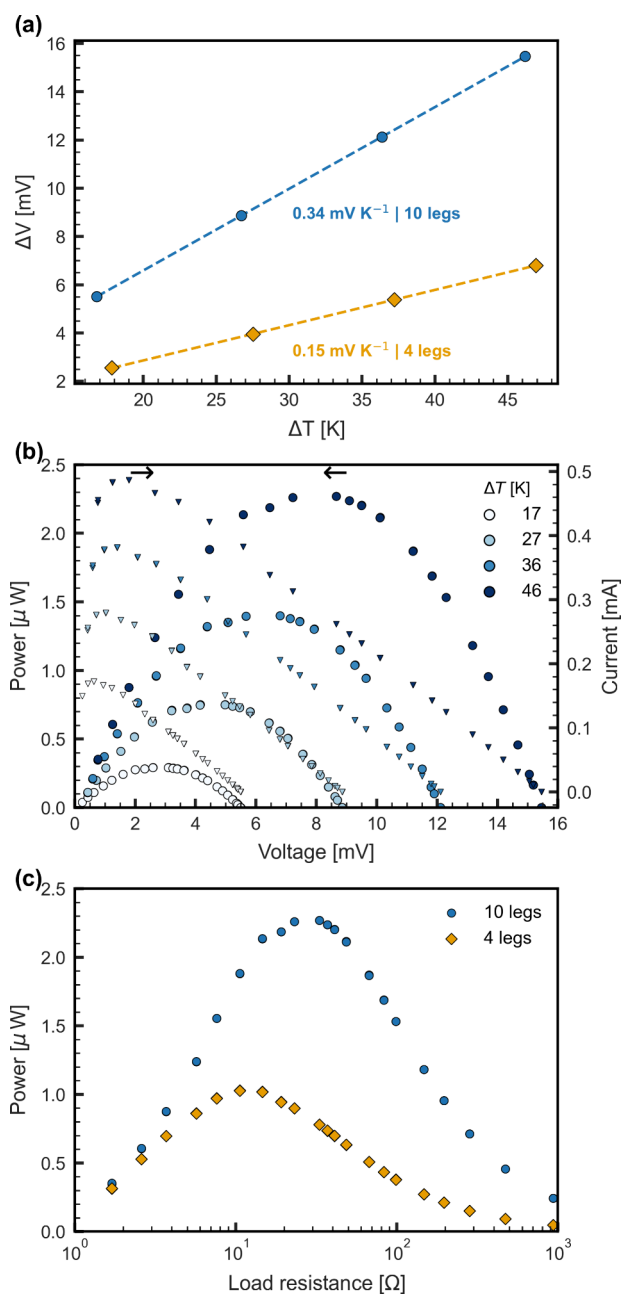 (a)
16
14
12
10
8
6
4
2
ΔV [mV]
0.34 mV K⁻¹ | 10 legs
0.15 mV K⁻¹ | 4 legs
20 25 30 35 40 45
ΔT [K]
(b)
2.5
2.0
1.5
1.0
0.5
0.0
Power [μW]
ΔT [K]
17
27
36
46
0.5
0.4
0.3
0.2
0.1
0.0
Current [mA]
0 2 4 6 8 10 12 14 16
Voltage [mV]
(c)
2.5
2.0
1.5
1.0
0.5
0.0
Power [μW]
10 legs
4 legs
10⁰ 10¹ 10² 10³
Load resistance [Ω]